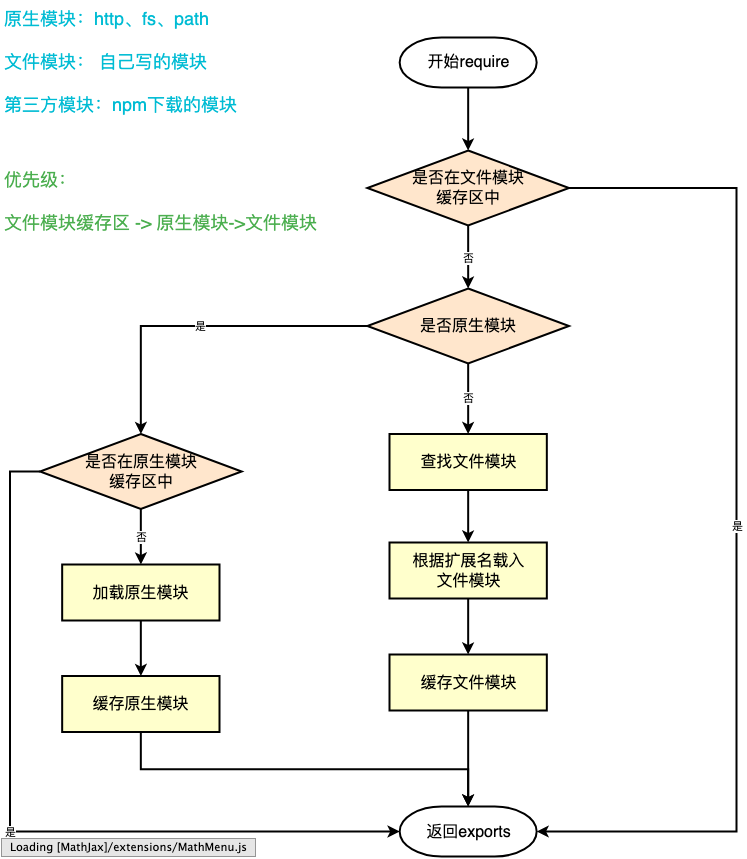 原生模块：http、fs、path
文件模块： 自己写的模块
第三方模块：npm下载的模块
优先级：
文件模块缓存区 -> 原生模块->文件模块
开始require
是否在文件模块
缓存区中
否
是否原生模块
是
否
是否在原生模块
缓存区中
查找文件模块
否
根据扩展名载入
文件模块
是
加载原生模块
缓存文件模块
缓存原生模块
是
返回exports
Loading [MathJax]/extensions/MathMenu.js